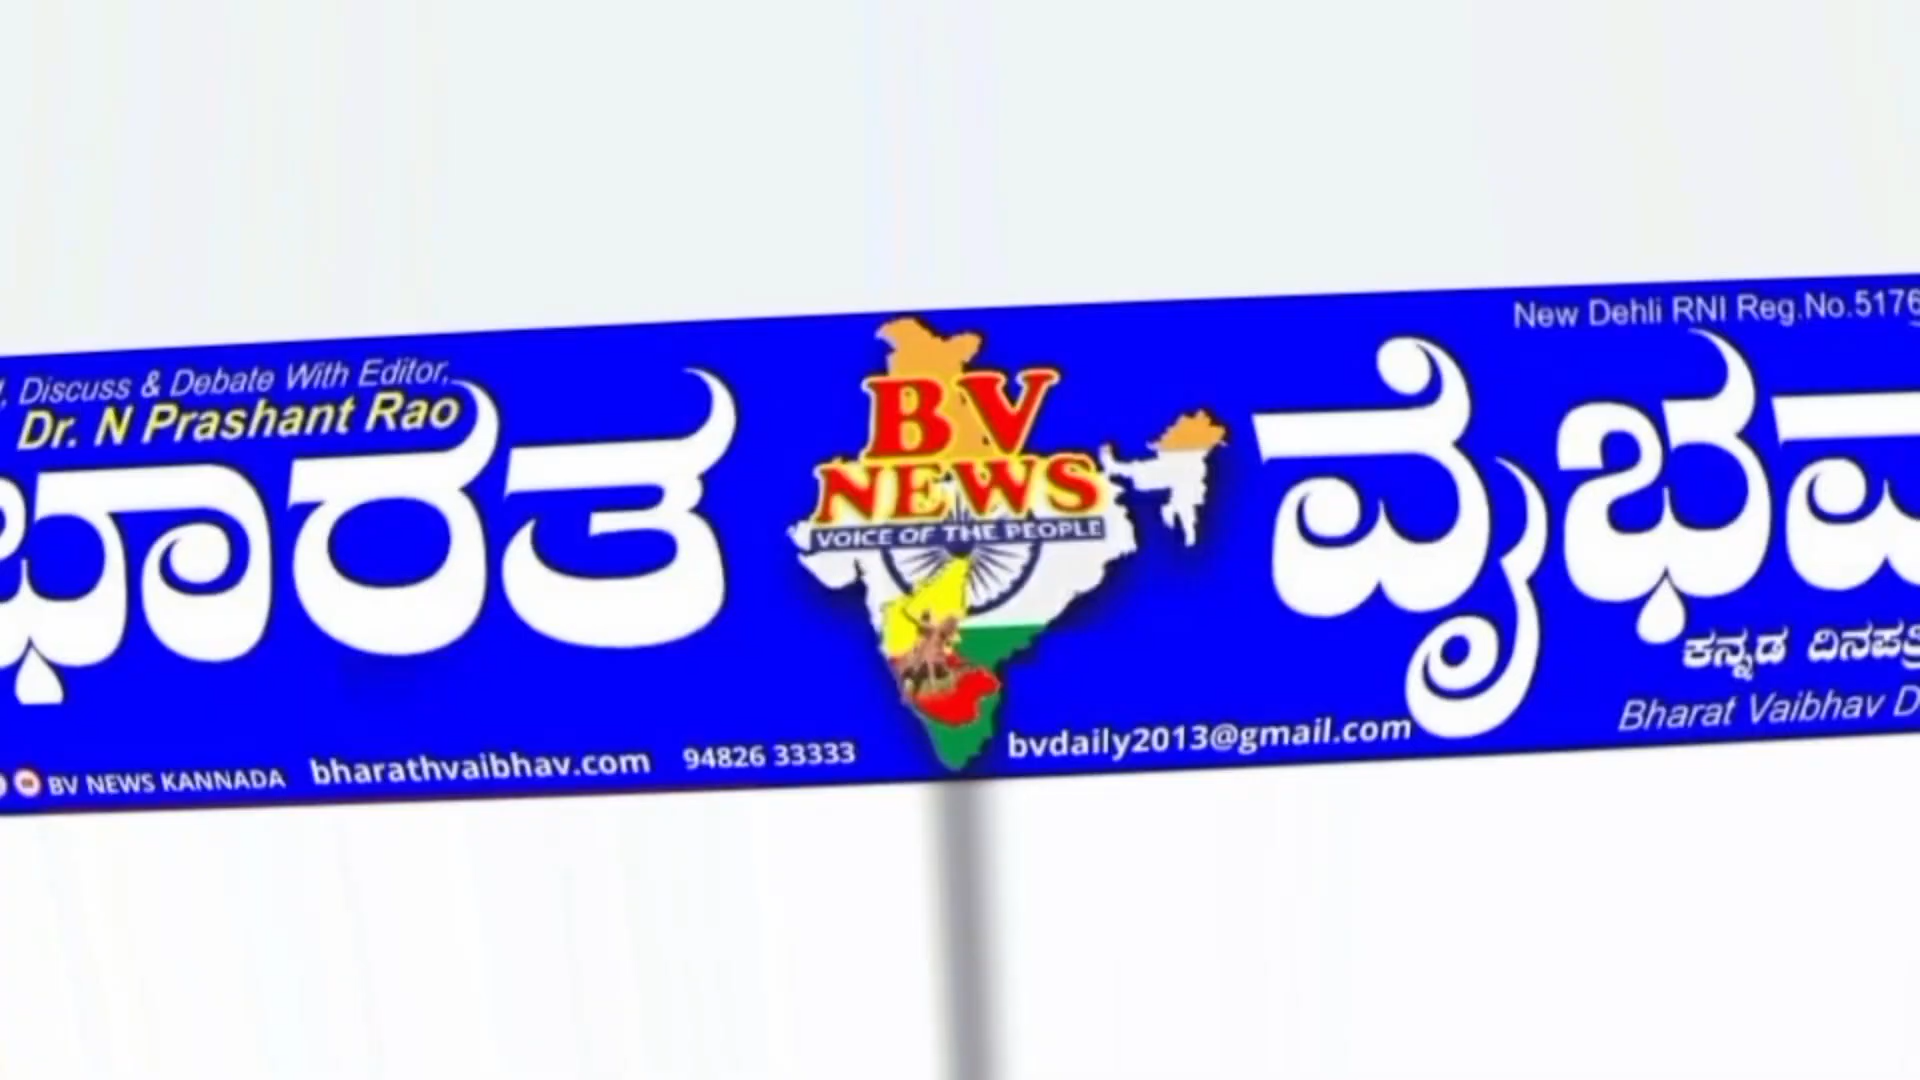 Discuss & Debate With Editor,
Dr. N Prashant Rao
ಭಾರತ
BV
NEWS
VOICE OF THE PEOPLE
New Dehli RNI Reg.No.5176
ವೈಭವ
ಕನ್ನಡ
Bharat Vaibhav
BV NEWS KANNADA bharathvaibhav.com 94826 33333 bvdaily2013@gmail.com